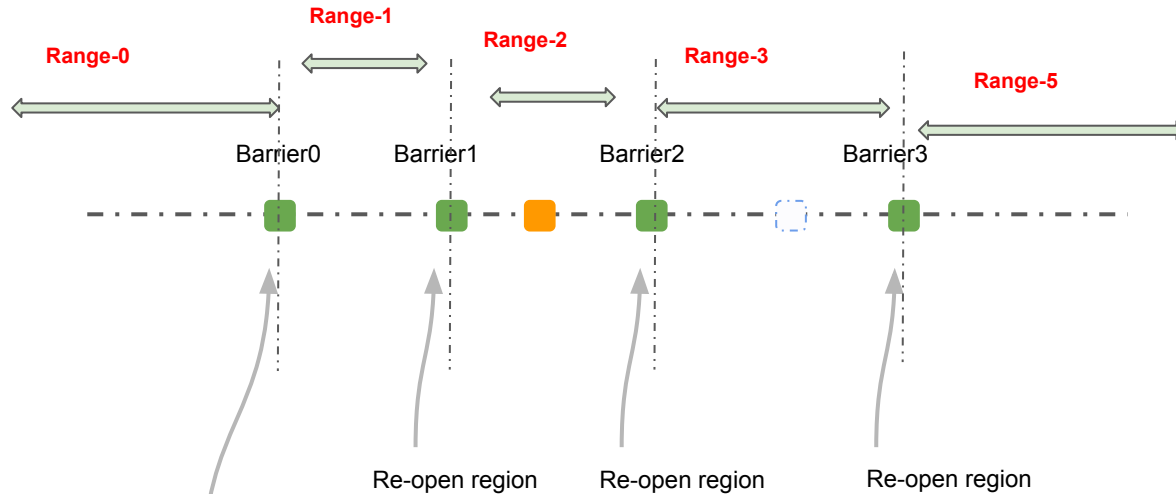 Range-0
Range-1
Range-2
Range-3
Range-5
Barrier0
Barrier1
Barrier2
Barrier3
Re-open region
Re-open region
Re-open region